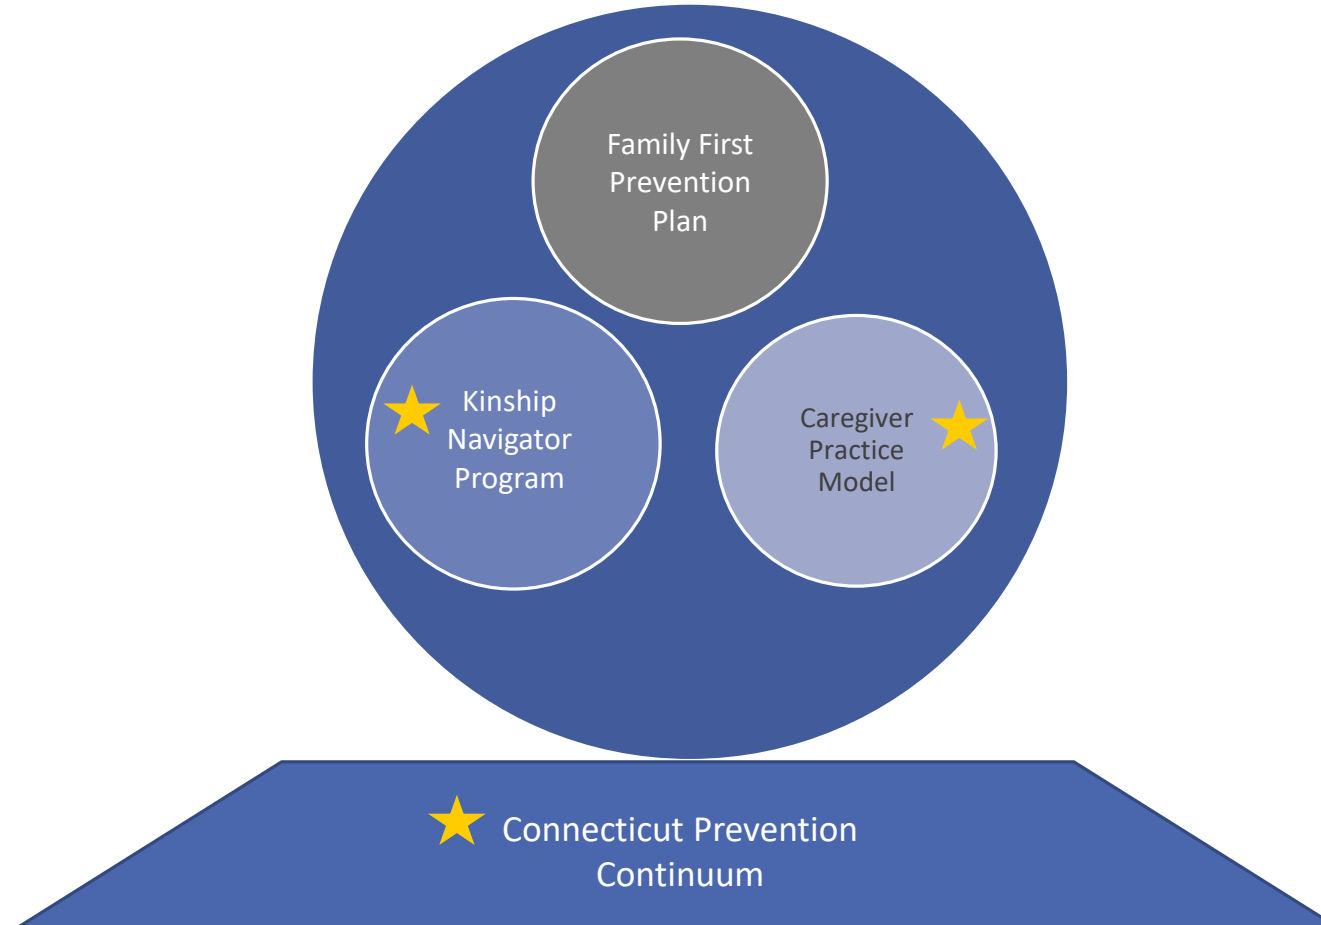 Family First
Prevention
Plan
Kinship
Navigator
Program
Caregiver
Practice
Model
Connecticut Prevention
Continuum